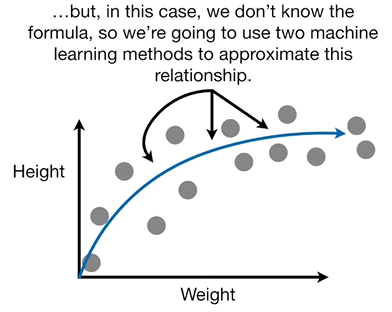 …but, in this case, we don't know the
formula, so we're going to use two machine
learning methods to approximate this
relationship.
Height
Weight